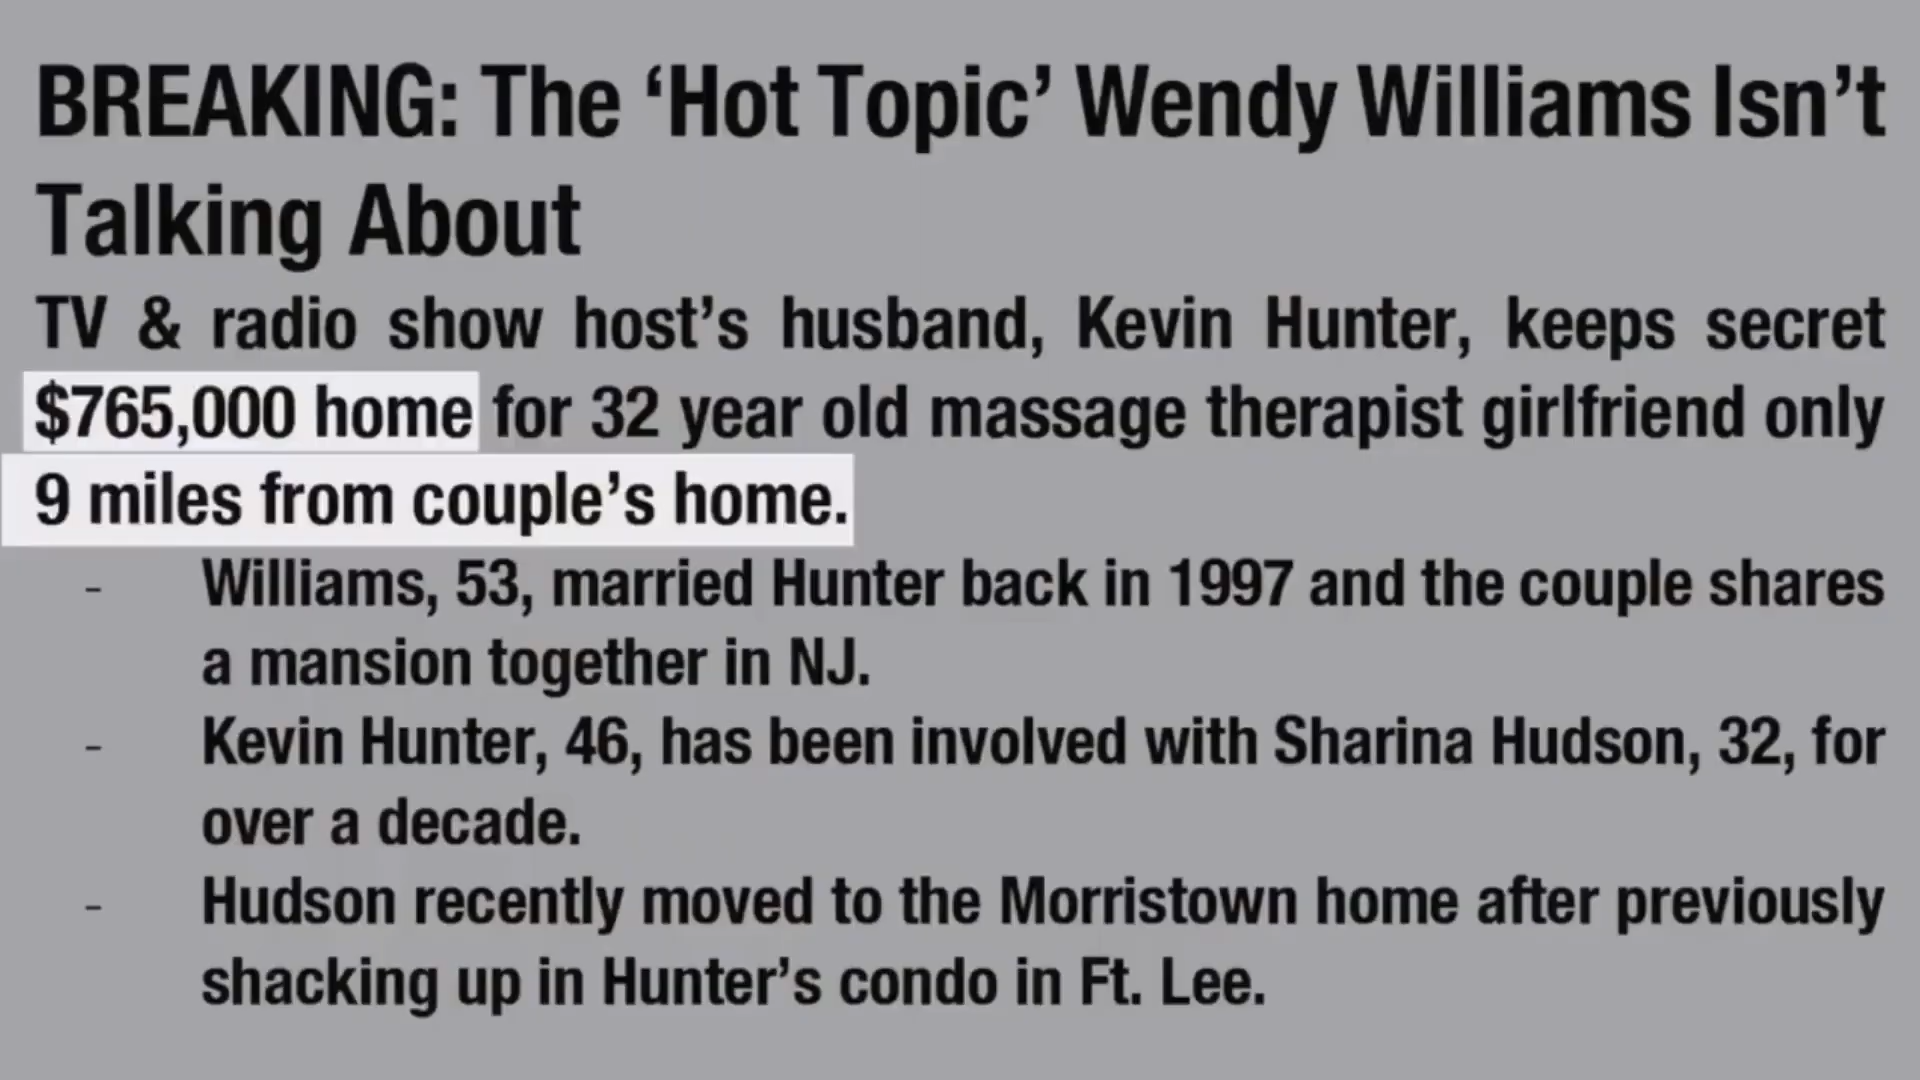 BREAKING: The ‘Hot Topic’ Wendy Williams Isn’t
Talking About
TV & radio show host’s husband, Kevin Hunter, keeps secret
$765,000 home for 32 year old massage therapist girlfriend only
9 miles from couple’s home.
- Williams, 53, married Hunter back in 1997 and the couple shares
a mansion together in NJ.
- Kevin Hunter, 46, has been involved with Sharina Hudson, 32, for
over a decade.
- Hudson recently moved to the Morristown home after previously
shacking up in Hunter’s condo in Ft. Lee.